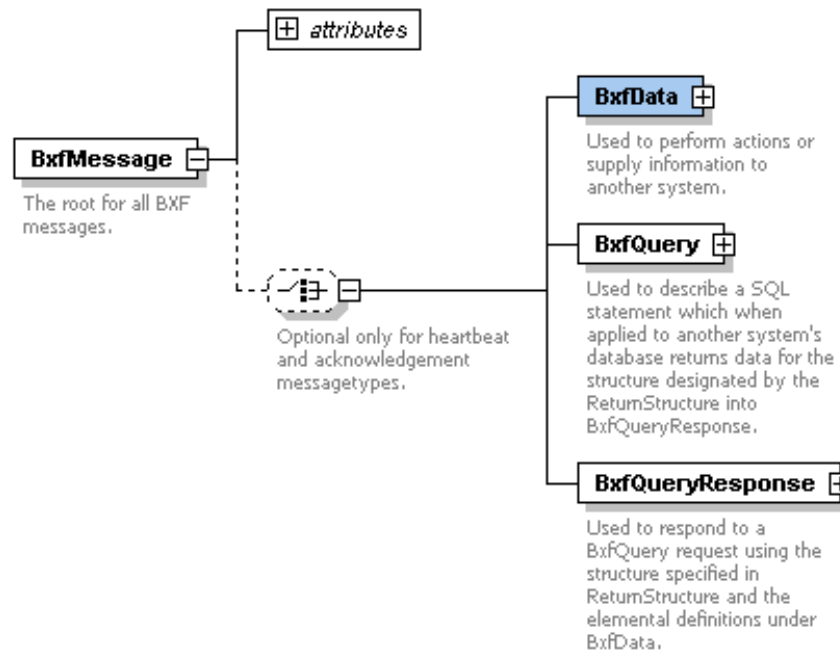 attributes
BxfMessage
The root for all BXF
messages.
Optional only for heartbeat
and acknowledgement
messagetypes.
BxfData
Used to perform actions or
supply information to
another system.
BxfQuery
Used to describe a SQL
statement which when
applied to another system's
database returns data for the
structure designated by the
ReturnStructure into
BxfQueryResponse.
BxfQueryResponse
Used to respond to a
BxfQuery request using the
structure specified in
ReturnStructure and the
elemental definitions under
BxfData.